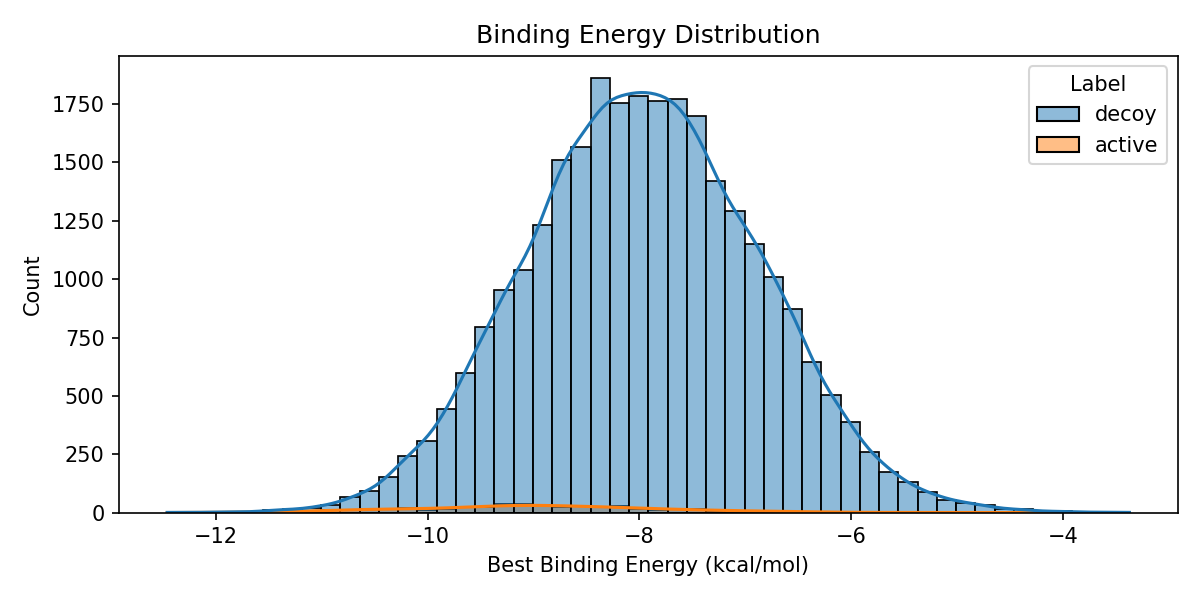 Binding Energy Distribution
Label
decoy
active
Count
1750
1500
1250
1000
750
500
250
0
−12
−10
−8
−6
−4
Best Binding Energy (kcal/mol)